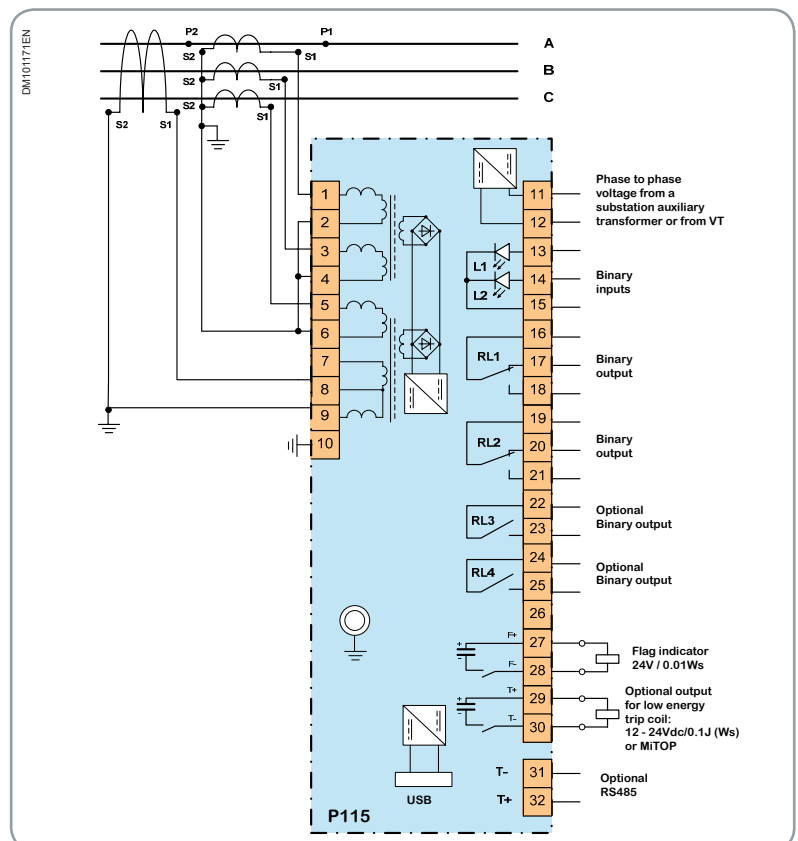 DM101171EN
P2
P1
A
S2
S1
B
S2
S1
C
S2
S1
S2
S1
1
2
3
4
5
6
7
8
9
10
11
12
Phase to phase
voltage from a
substation auxiliary
transformer or from VT
13
14
15
L1
L2
Binary
inputs
16
17
18
RL1
Binary
output
19
20
21
RL2
Binary
output
22
23
RL3
Optional
Binary output
24
25
RL4
Optional
Binary output
26
27
28
F+
F-
+
-
Flag indicator
24V / 0.01Ws
29
30
T+
T-
+
-
Optional output
for low energy
trip coil:
12 - 24Vdc/0.1J (Ws)
or MiTOP
T- 31
T+ 32
Optional
RS485
USB
P115